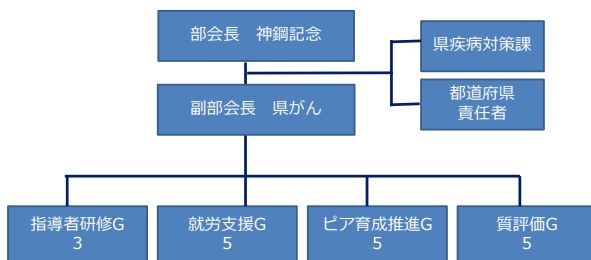 部会長　神鋼記念
県疾病対策課
都道府県
責任者
副部会長　県がん
指導者研修G
3
就労支援G
5
ピア育成推進G
5
質評価G
5